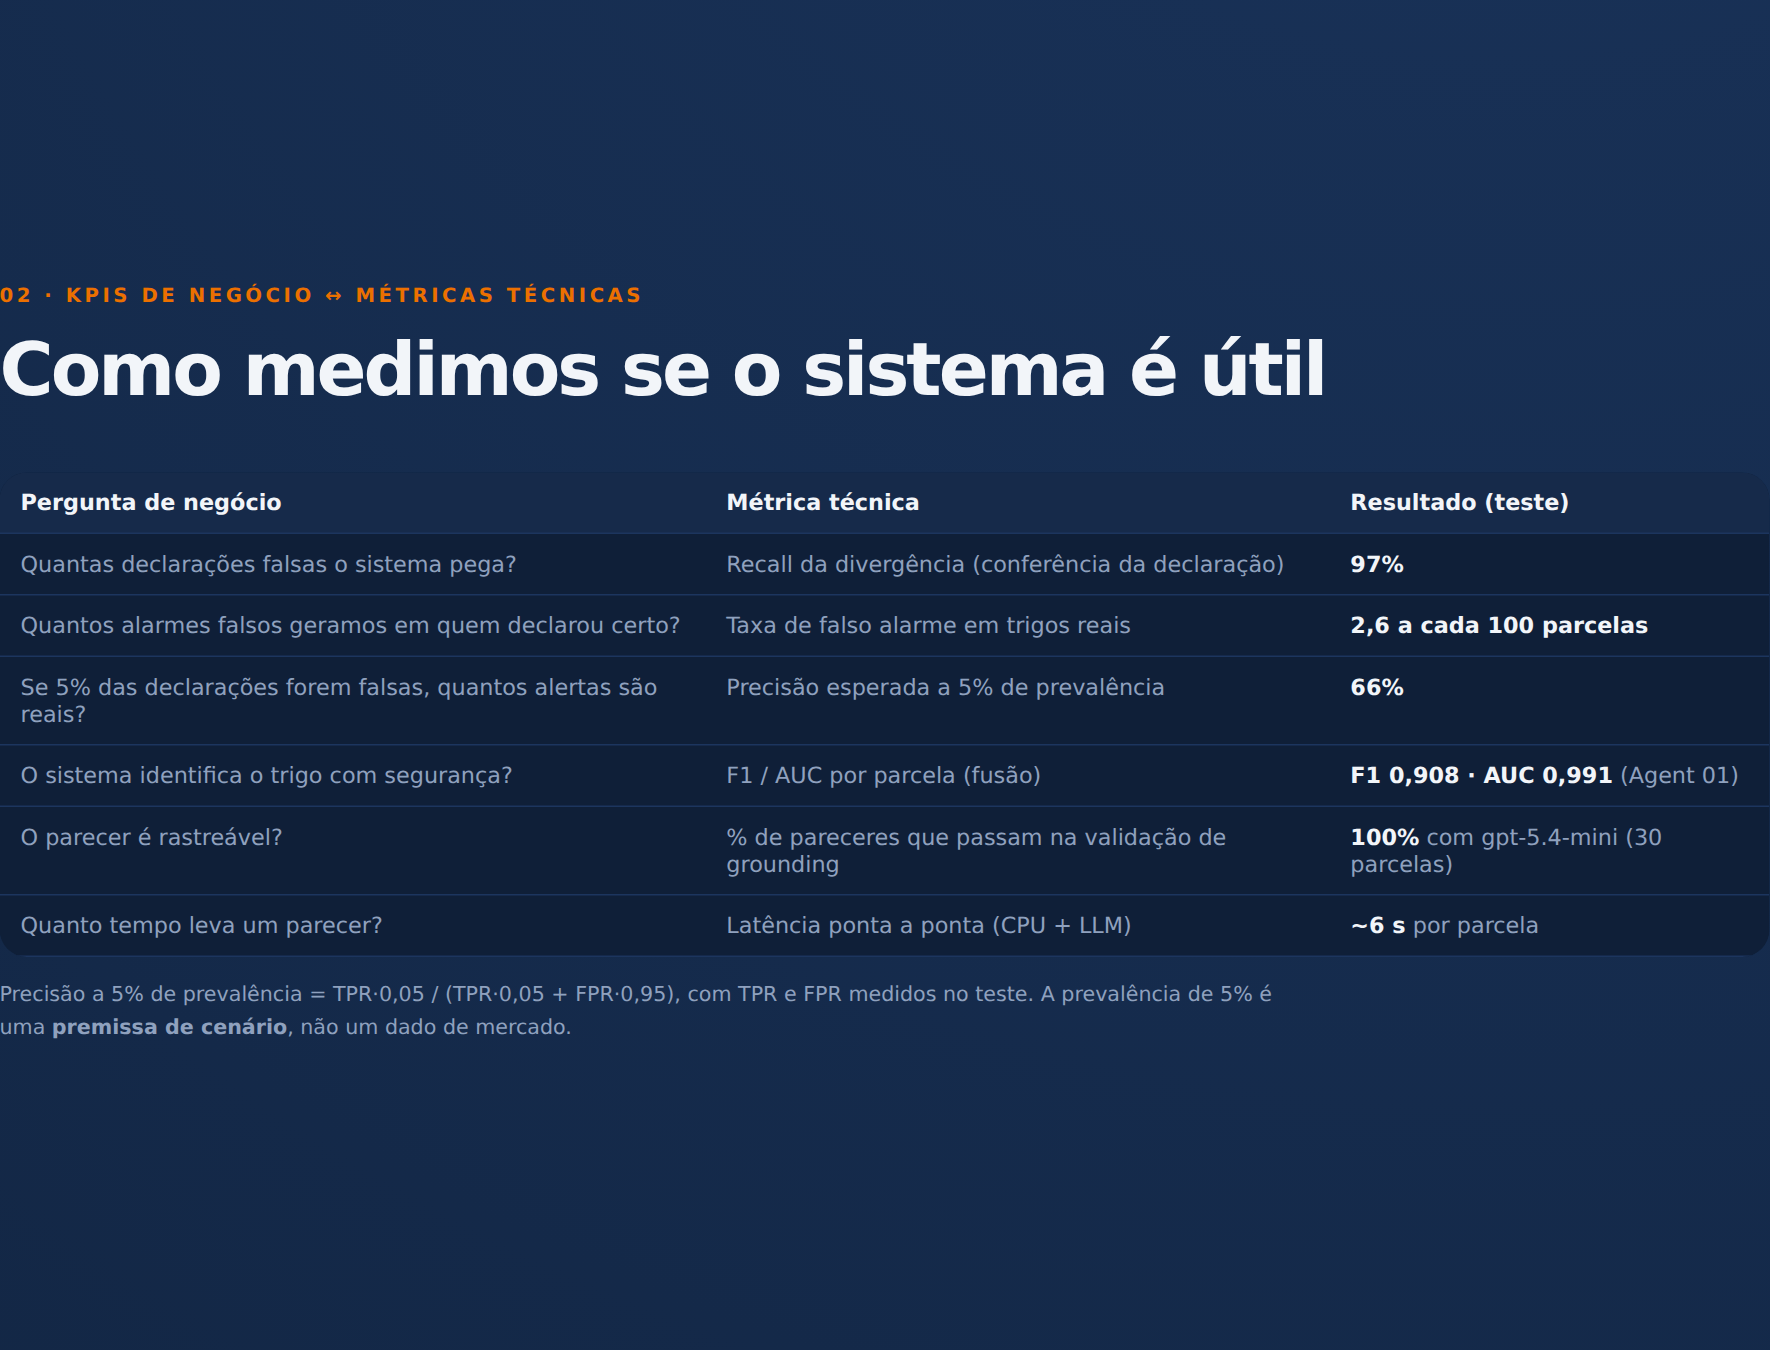 02 · KPIS DE NEGÓCIO ↔ MÉTRICAS TÉCNICAS
Como medimos se o sistema é útil
Pergunta de negócio Métrica técnica Resultado (teste)
Quantas declarações falsas o sistema pega? Recall da divergência (conferência da declaração) 97%
Quantos alarmes falsos geramos em quem declarou certo? Taxa de falso alarme em trigos reais 2,6 a cada 100 parcelas
Se 5% das declarações forem falsas, quantos alertas são Precisão esperada a 5% de prevalência 66%
reais?
O sistema identifica o trigo com segurança? F1 / AUC por parcela (fusão) F1 0,908 · AUC 0,991 (Agent 01)
O parecer é rastreável? % de pareceres que passam na validação de 100% com gpt-5.4-mini (30
grounding parcelas)
Quanto tempo leva um parecer? Latência ponta a ponta (CPU + LLM) ~6 s por parcela
Precisão a 5% de prevalência = TPR·0,05 / (TPR·0,05 + FPR·0,95), com TPR e FPR medidos no teste. A prevalência de 5% é
uma premissa de cenário, não um dado de mercado.